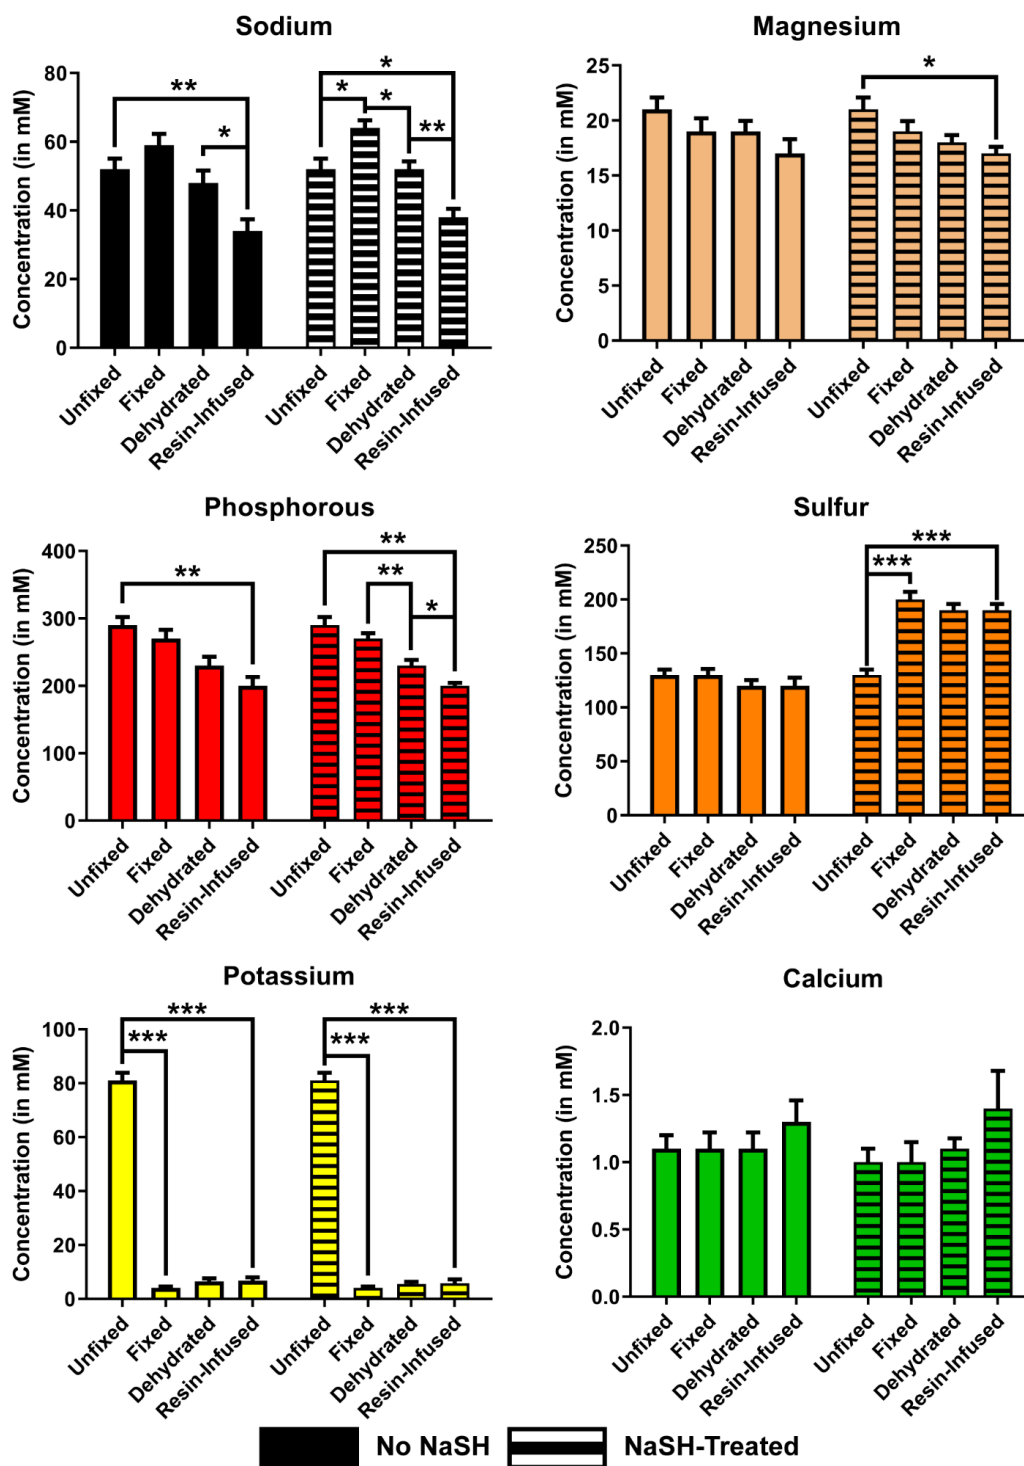 Sodium
Concentration (in mM)
80
60
40
20
0
**
*
*
*
*
**
Unfixed
Fixed
Dehydrated
Resin-Infused
Unfixed
Fixed
Dehydrated
Resin-Infused
Magnesium
Concentration (in mM)
25
20
15
10
5
0
*
Unfixed
Fixed
Dehydrated
Resin-Infused
Unfixed
Fixed
Dehydrated
Resin-Infused
Phosphorous
Concentration (in mM)
400
300
200
100
0
**
**
**
*
Unfixed
Fixed
Dehydrated
Resin-Infused
Unfixed
Fixed
Dehydrated
Resin-Infused
Sulfur
Concentration (in mM)
250
200
150
100
50
0
***
***
Unfixed
Fixed
Dehydrated
Resin-Infused
Unfixed
Fixed
Dehydrated
Resin-Infused
Potassium
Concentration (in mM)
100
80
60
40
20
0
***
***
***
***
Unfixed
Fixed
Dehydrated
Resin-Infused
Unfixed
Fixed
Dehydrated
Resin-Infused
Calcium
Concentration (in mM)
2.0
1.5
1.0
0.5
0.0
Unfixed
Fixed
Dehydrated
Resin-Infused
Unfixed
Fixed
Dehydrated
Resin-Infused
No NaSH
NaSH-Treated